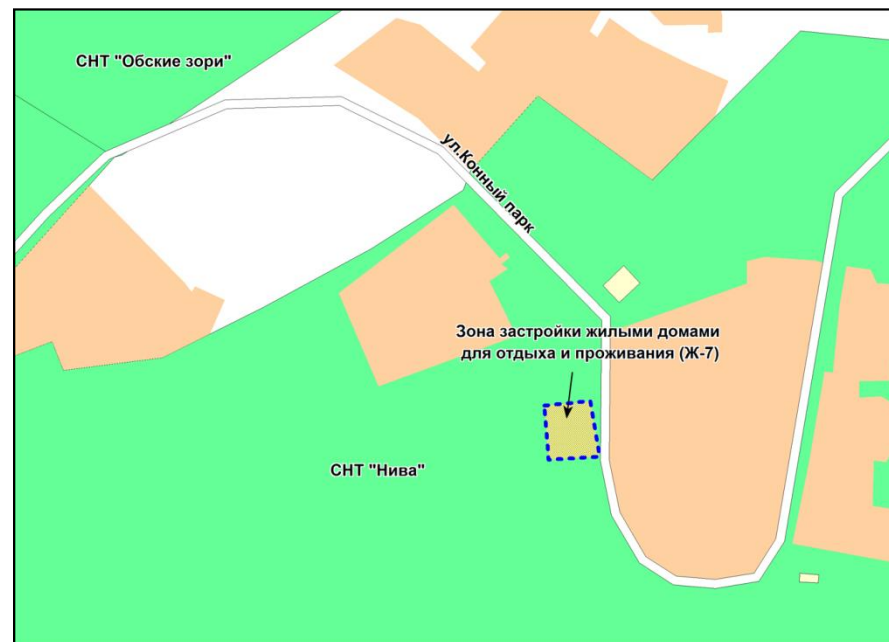 СНТ "Обские зори"
ул.Конный парк
Зона застройки жилыми домами
для отдыха и проживания (Ж-7)
СНТ "Нива"